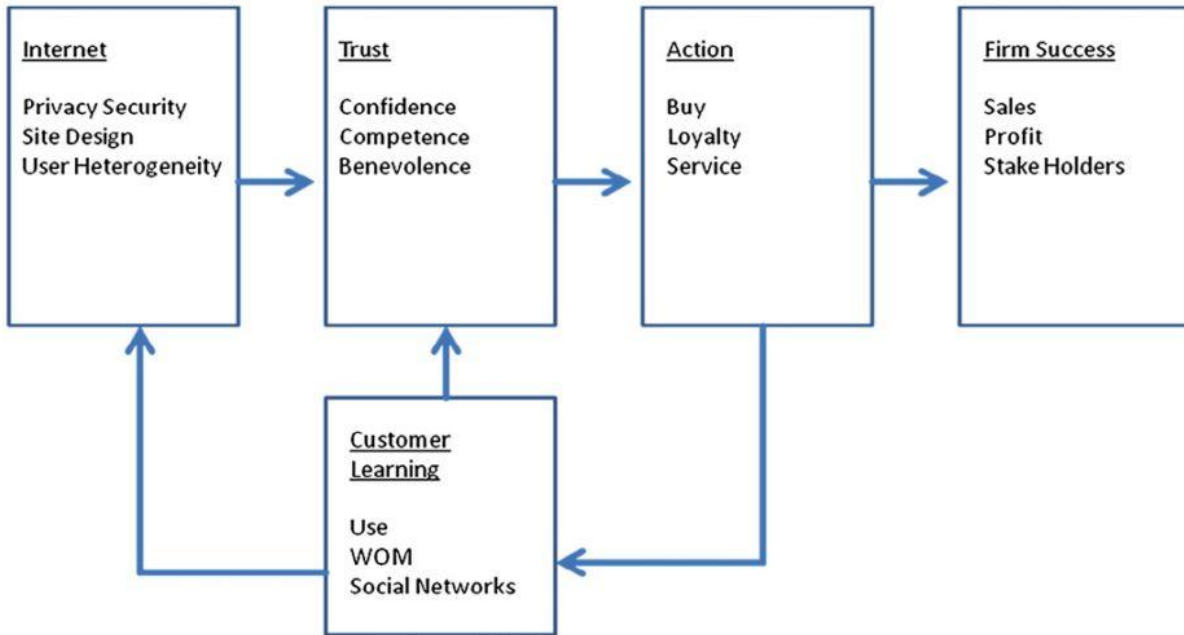 Internet
Privacy Security
Site Design
User Heterogeneity
Trust
Confidence
Competence
Benevolence
Action
Buy
Loyalty
Service
Firm Success
Sales
Profit
Stake Holders
Customer
Learning
Use
WOM
Social Networks